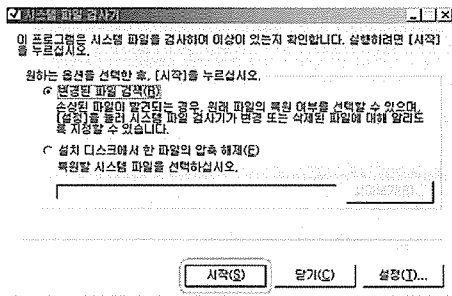 시스템 파일 검사기
이 프로그램은 시스템 파일을 검사하여 이상이 있는지 확인합니다. 실행하려면 [시작]
을 누르십시오.
원하는 옵션을 선택한 후, [시작]을 누르십시오.
변경된 파일 검색(B)
손상된 파일이 발견되는 경우, 원래 파일의 복원 여부를 선택할 수 있으며,
[설정]을 눌러 시스템 파일 검사기가 변경 또는 삭제된 파일에 대해 알리도
록 지정할 수 있습니다.
설치 디스크에서 한 파일의 압축 해제(E)
복원할 시스템 파일을 선택하십시오.
시작(S) 닫기(C) 설정(T)...